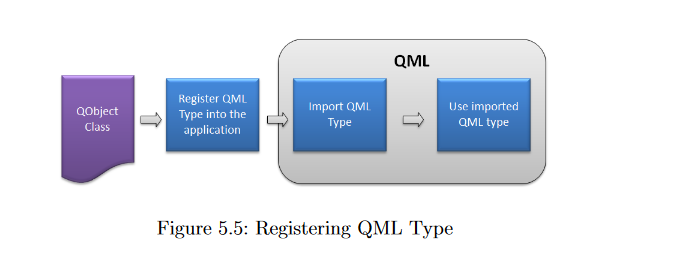 QML
QObject
Class
Register QML
Type into the
application
Import QML
Type
Use imported
QML type
Figure 5.5: Registering QML Type